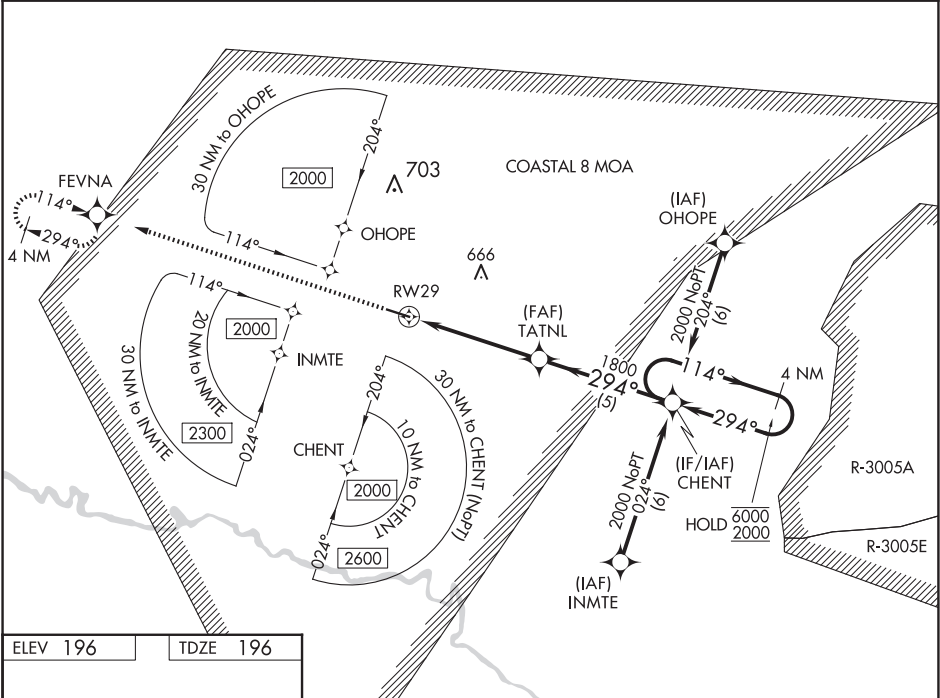 30 NM to OHOPE
204°
2000
703
COASTAL 8 MOA
FEVNA
114°
294°
4 NM
OHOPE
114°
(IAF)
OHOPE
666
RW29
2000 NoPT
204°
(6)
114°
2000
20 NM to INMTE
30 NM to INMTE
INMTE
2300
024°
(FAF)
TATNL
1800
294°
(5)
114°
4 NM
294°
204°
30 NM to CHENT (NoPT)
10 NM to CHENT
CHENT
2000
024°
2600
(IF/IAF)
CHENT
HOLD 6000
2000
2000 NoPT
024°
(6)
(IAF)
INMTE
R-3005A
R-3005E
ELEV 196
TDZE 196